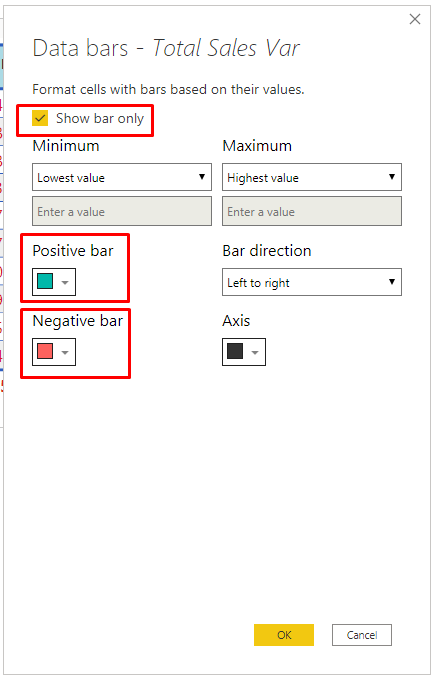 Data bars - Total Sales Var
Format cells with bars based on their values.
Show bar only
Minimum Maximum
Lowest value Highest value
Enter a value Enter a value
Positive bar Bar direction
Left to right
Negative bar Axis
OK Cancel